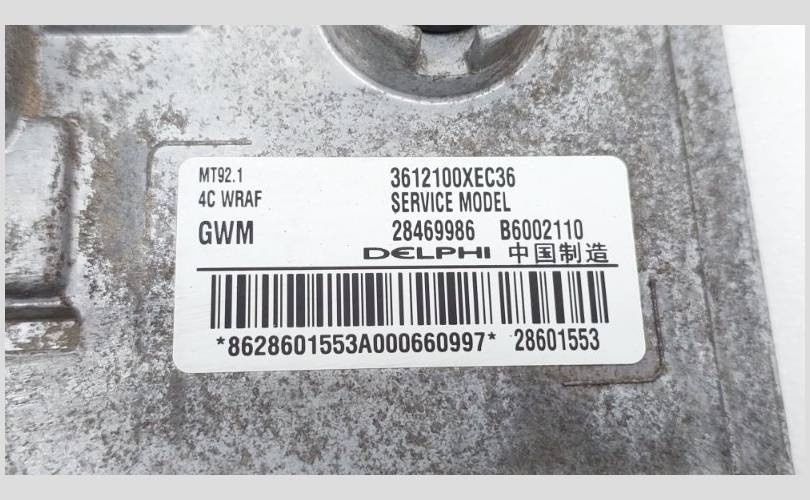 MT92.1 3612100XEC36
4C WRAF SERVICE MODEL
GWM 28469986 B6002110
DELPHI 中国制造
*8628601553A000660997* 28601553